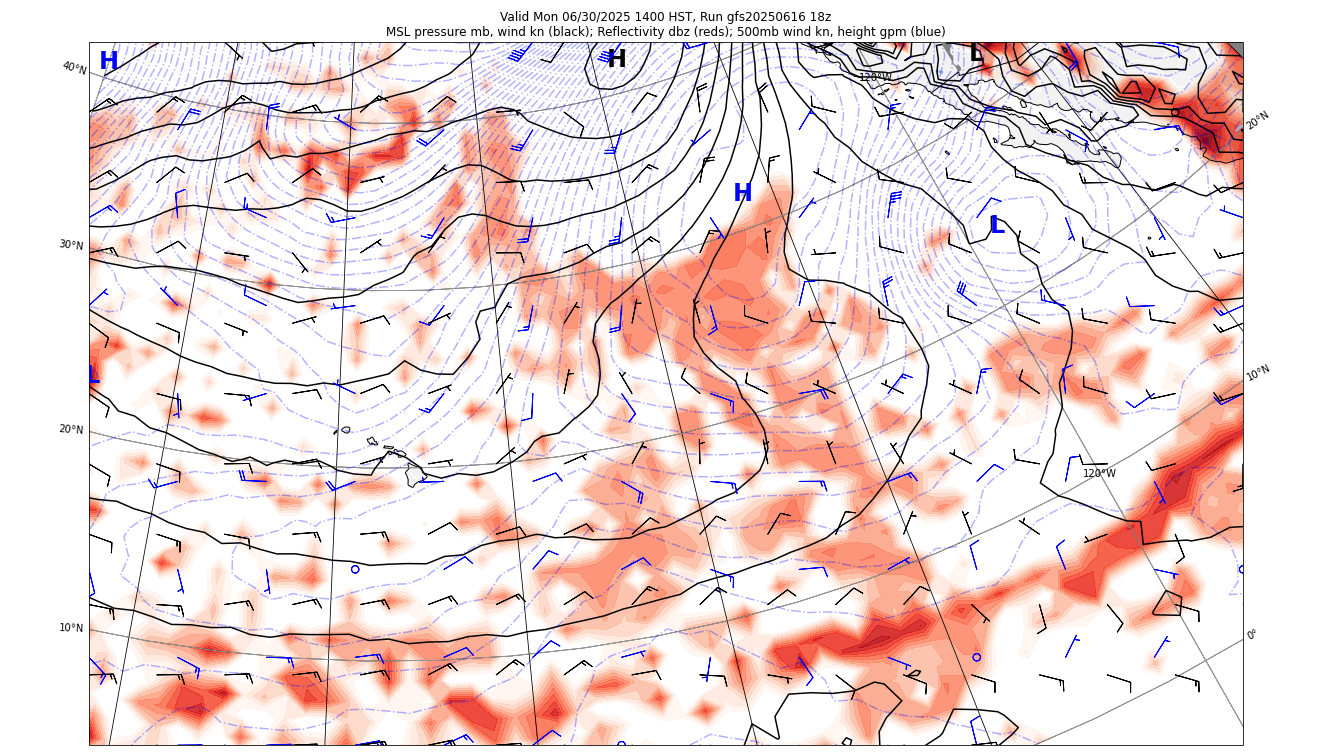 Valid Mon 06/30/2025 1400 HST, Run gfs20250616 18z
MSL pressure mb, wind kn (black); Reflectivity dbz (reds); 500mb wind kn, height gpm (blue)
H
H
L
40°N
120°W
20°N
H
L
30°N
L
10°N
20°N
120°W
10°N
0°